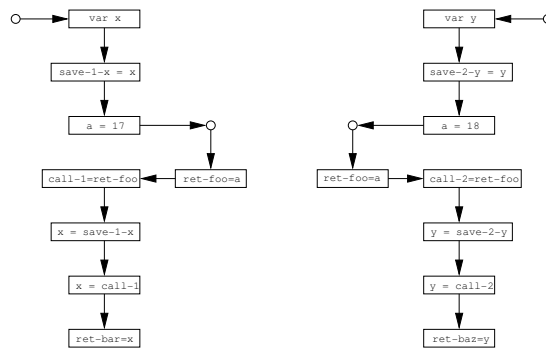 var x
save-1-x = x
a = 17
call-1=ret-foo
ret-foo=a
x = save-1-x
x = call-1
ret-bar=x
var y
save-2-y = y
a = 18
ret-foo=a
call-2=ret-foo
y = save-2-y
y = call-2
ret-baz=y